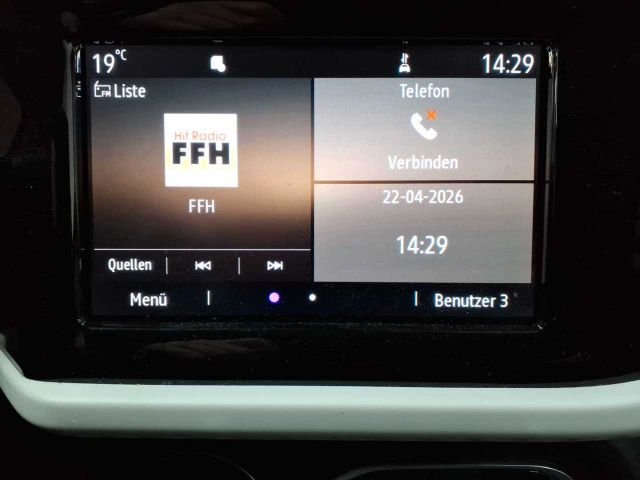 19°C
14:29
FM Liste
Hit Radio
FFH
FFH
Quellen
Telefon
Verbinden
22-04-2026
14:29
Menü
Benutzer 3